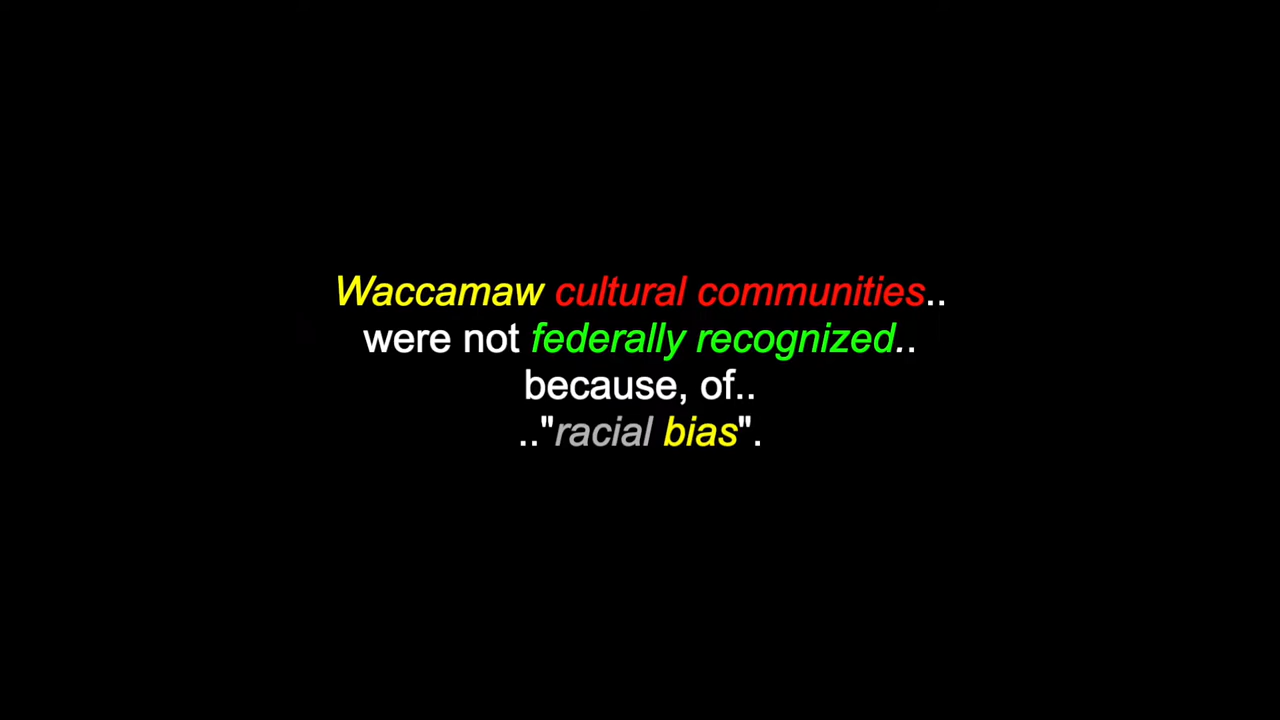 Waccamaw cultural communities..
were not federally recognized..
because, of..
.."racial bias".